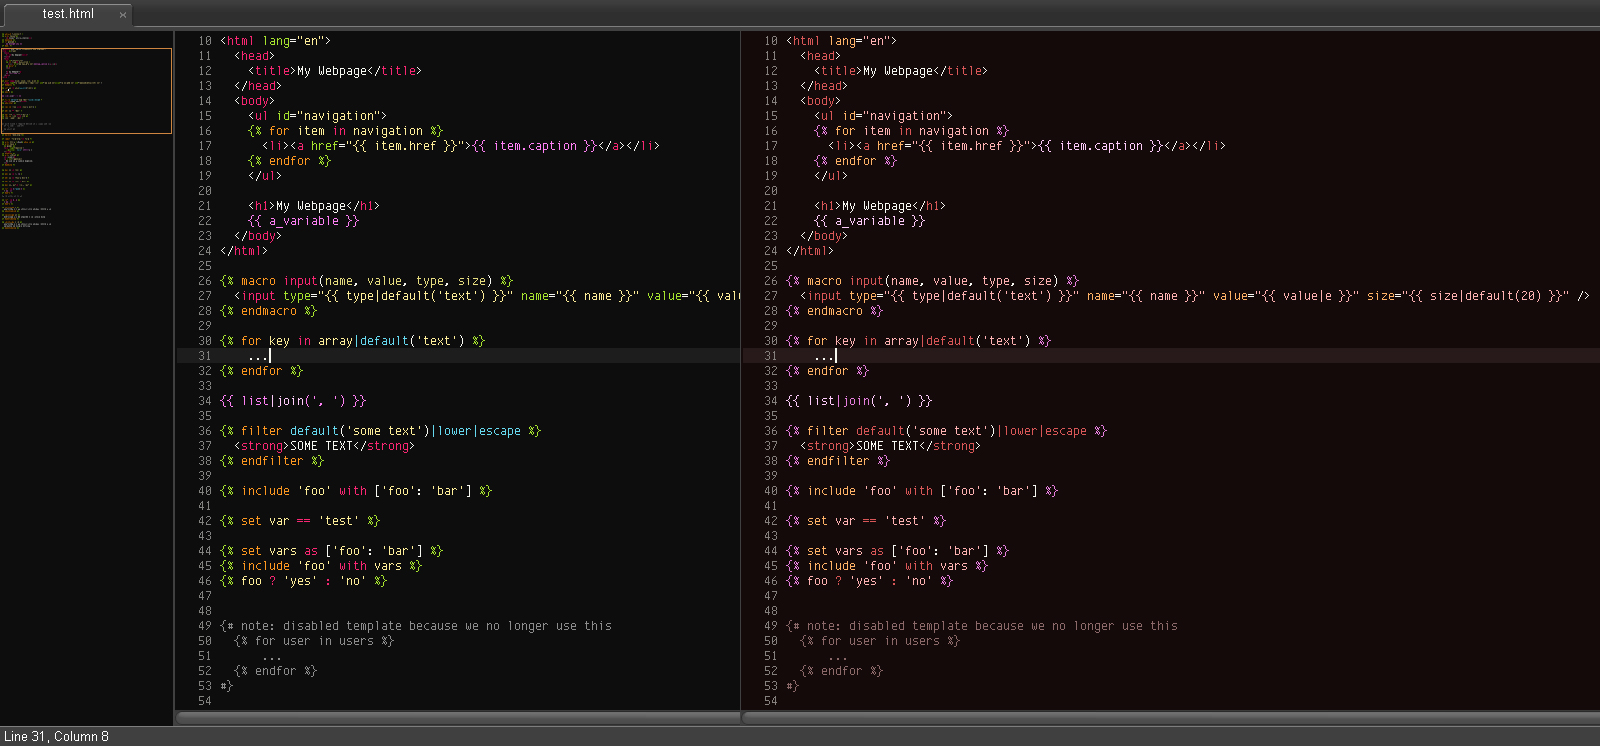 test.html ×
10 <html lang="en">
11   <head>
12     <title>My Webpage</title>
13   </head>
14   <body>
15     <ul id="navigation">
16     {% for item in navigation %}
17       <li><a href="{{ item.href }}">{{ item.caption }}</a></li>
18     {% endfor %}
19     </ul>
20
21     <h1>My Webpage</h1>
22     {{ a_variable }}
23   </body>
24 </html>
25
26 {% macro input(name, value, type, size) %}
27   <input type="{{ type|default('text') }}" name="{{ name }}" value="{{ valu
28 {% endmacro %}
29
30 {% for key in array|default('text') %}
31     ...
32 {% endfor %}
33
34 {{ list|join(', ') }}
35
36 {% filter default('some text')|lower|escape %}
37   <strong>SOME TEXT</strong>
38 {% endfilter %}
39
40 {% include 'foo' with ['foo': 'bar'] %}
41
42 {% set var == 'test' %}
43
44 {% set vars as ['foo': 'bar'] %}
45 {% include 'foo' with vars %}
46 {% foo ? 'yes' : 'no' %}
47
48
49 {# note: disabled template because we no longer use this
50   {% for user in users %}
51       ...
52   {% endfor %}
53 #}
54
10 <html lang="en">
11   <head>
12     <title>My Webpage</title>
13   </head>
14   <body>
15     <ul id="navigation">
16     {% for item in navigation %}
17       <li><a href="{{ item.href }}">{{ item.caption }}</a></li>
18     {% endfor %}
19     </ul>
20
21     <h1>My Webpage</h1>
22     {{ a_variable }}
23   </body>
24 </html>
25
26 {% macro input(name, value, type, size) %}
27   <input type="{{ type|default('text') }}" name="{{ name }}" value="{{ value|e }}" size="{{ size|default(20) }}" />
28 {% endmacro %}
29
30 {% for key in array|default('text') %}
31     ...
32 {% endfor %}
33
34 {{ list|join(', ') }}
35
36 {% filter default('some text')|lower|escape %}
37   <strong>SOME TEXT</strong>
38 {% endfilter %}
39
40 {% include 'foo' with ['foo': 'bar'] %}
41
42 {% set var == 'test' %}
43
44 {% set vars as ['foo': 'bar'] %}
45 {% include 'foo' with vars %}
46 {% foo ? 'yes' : 'no' %}
47
48
49 {# note: disabled template because we no longer use this
50   {% for user in users %}
51       ...
52   {% endfor %}
53 #}
54
Line 31, Column 8